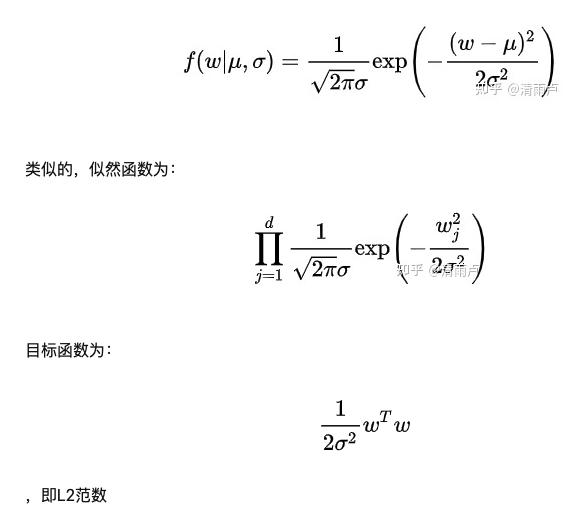 f(w|μ, σ) = 1/(√2π σ) exp(−(w − μ)²/(2σ²))
知乎 @清雨卢
类似的，似然函数为：
∏_{j=1}^{d} 1/(√2π σ) exp(−w_j²/(2σ²))
知乎 @清雨卢
目标函数为：
1/(2σ²) wᵀw
，即L2范数